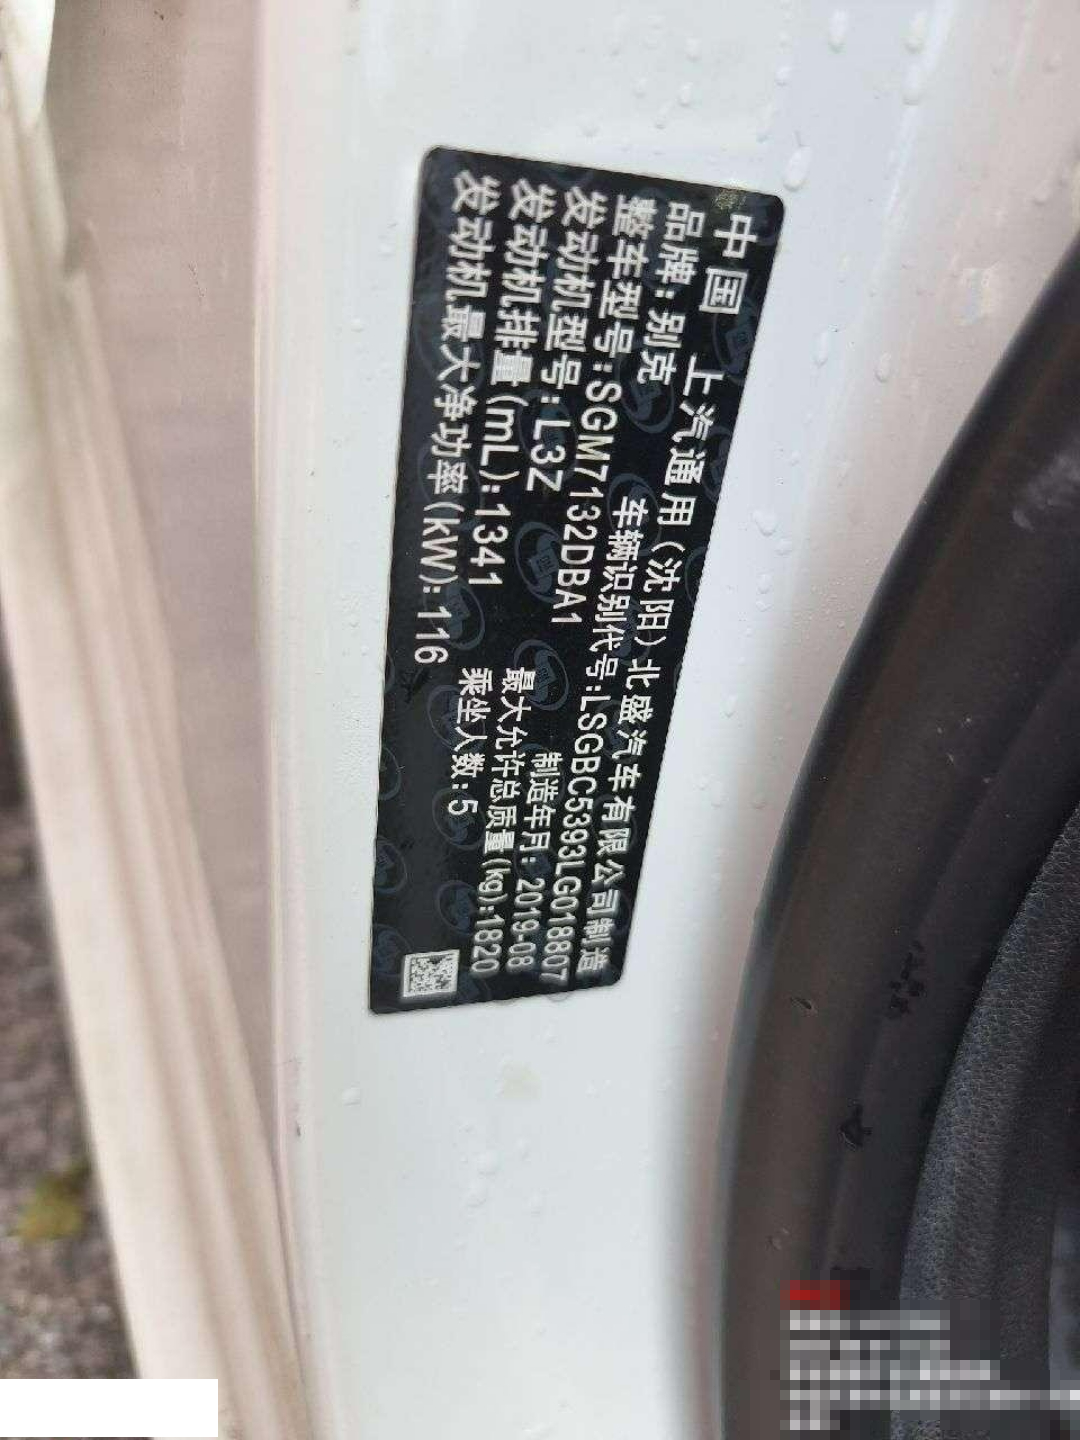 中国 上汽通用(沈阳)北盛汽车有限公司制造
品牌:别克 车辆识别代号:LSGBC5393LG018807
整车型号:SGM7132DBA1 制造年月:2019-08
发动机型号:L3Z 最大允许总质量(kg):1820
发动机排量(mL):1341 乘坐人数:5
发动机最大净功率(kW):116